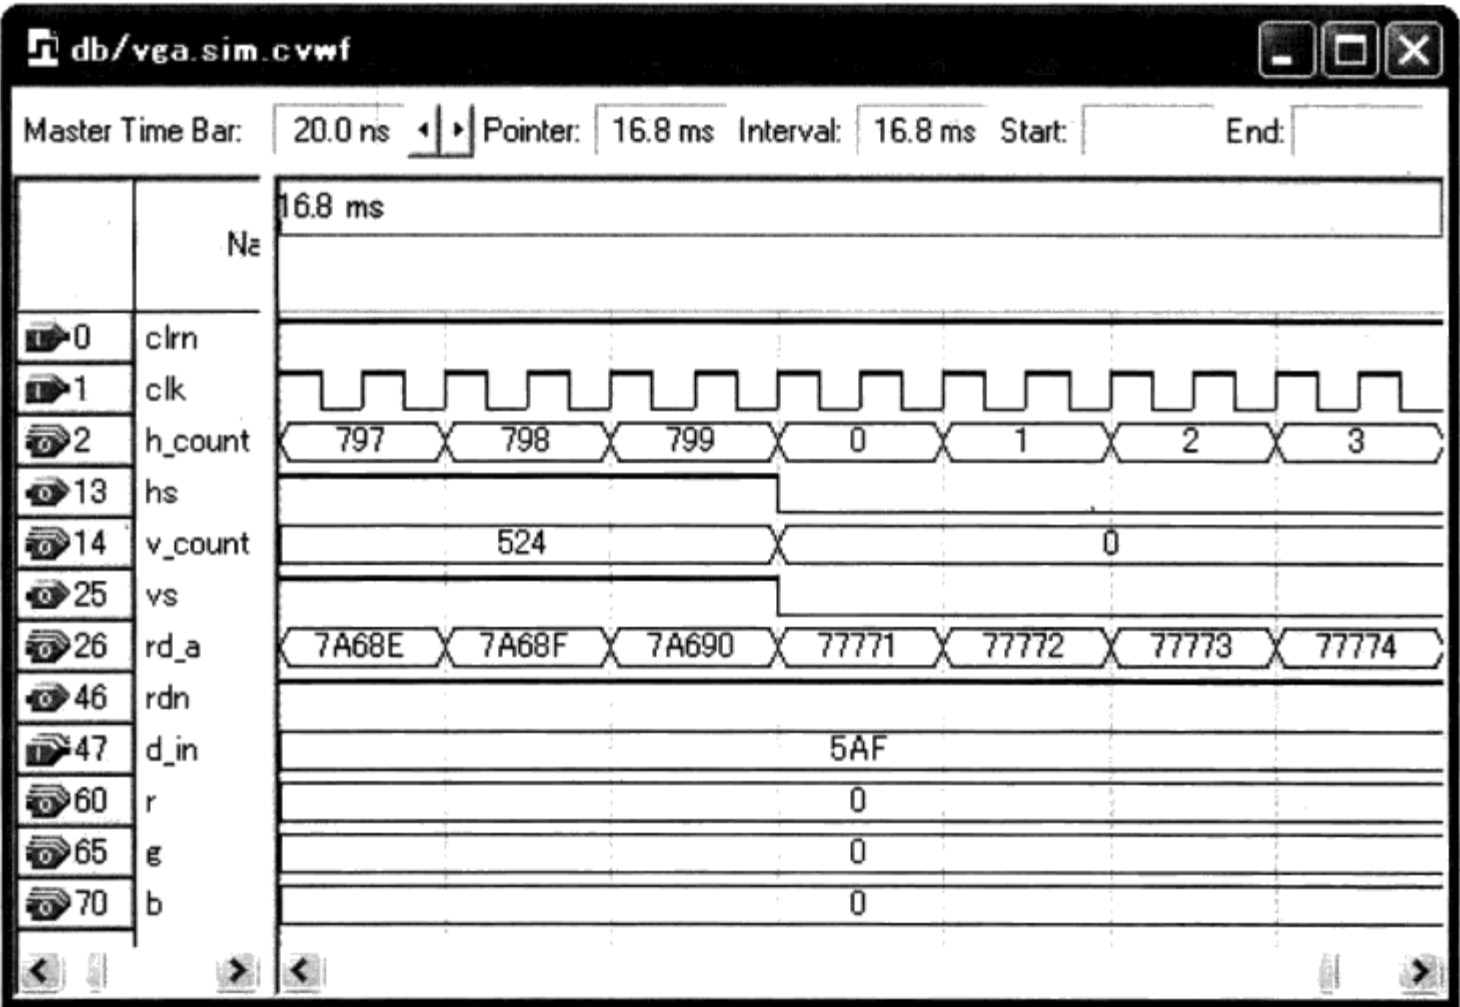 db/vga.sim.cvwf
Master Time Bar: 20.0 ns Pointer: 16.8 ms Interval: 16.8 ms Start: End:
16.8 ms
Na
0 clrn
1 clk
2 h_count 797 798 799 0 1 2 3
13 hs
14 v_count 524 0
25 vs
26 rd_a 7A68E 7A68F 7A690 77771 77772 77773 77774
46 rdn
47 d_in 5AF
60 r 0
65 g 0
70 b 0